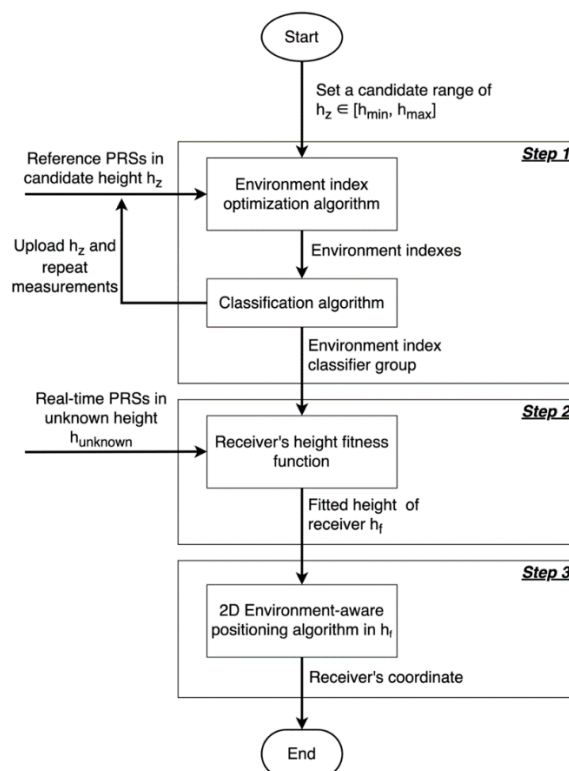 Start
Set a candidate range of
h_z ∈ [h_min, h_max]
Step 1
Reference PRSs in
candidate height h_z
Environment index
optimization algorithm
Upload h_z and
repeat
measurements
Environment indexes
Classification algorithm
Environment index
classifier group
Real-time PRSs in
unknown height
h_unknown
Step 2
Receiver's height fitness
function
Fitted height of
receiver h_f
Step 3
2D Environment-aware
positioning algorithm in h_f
Receiver's coordinate
End